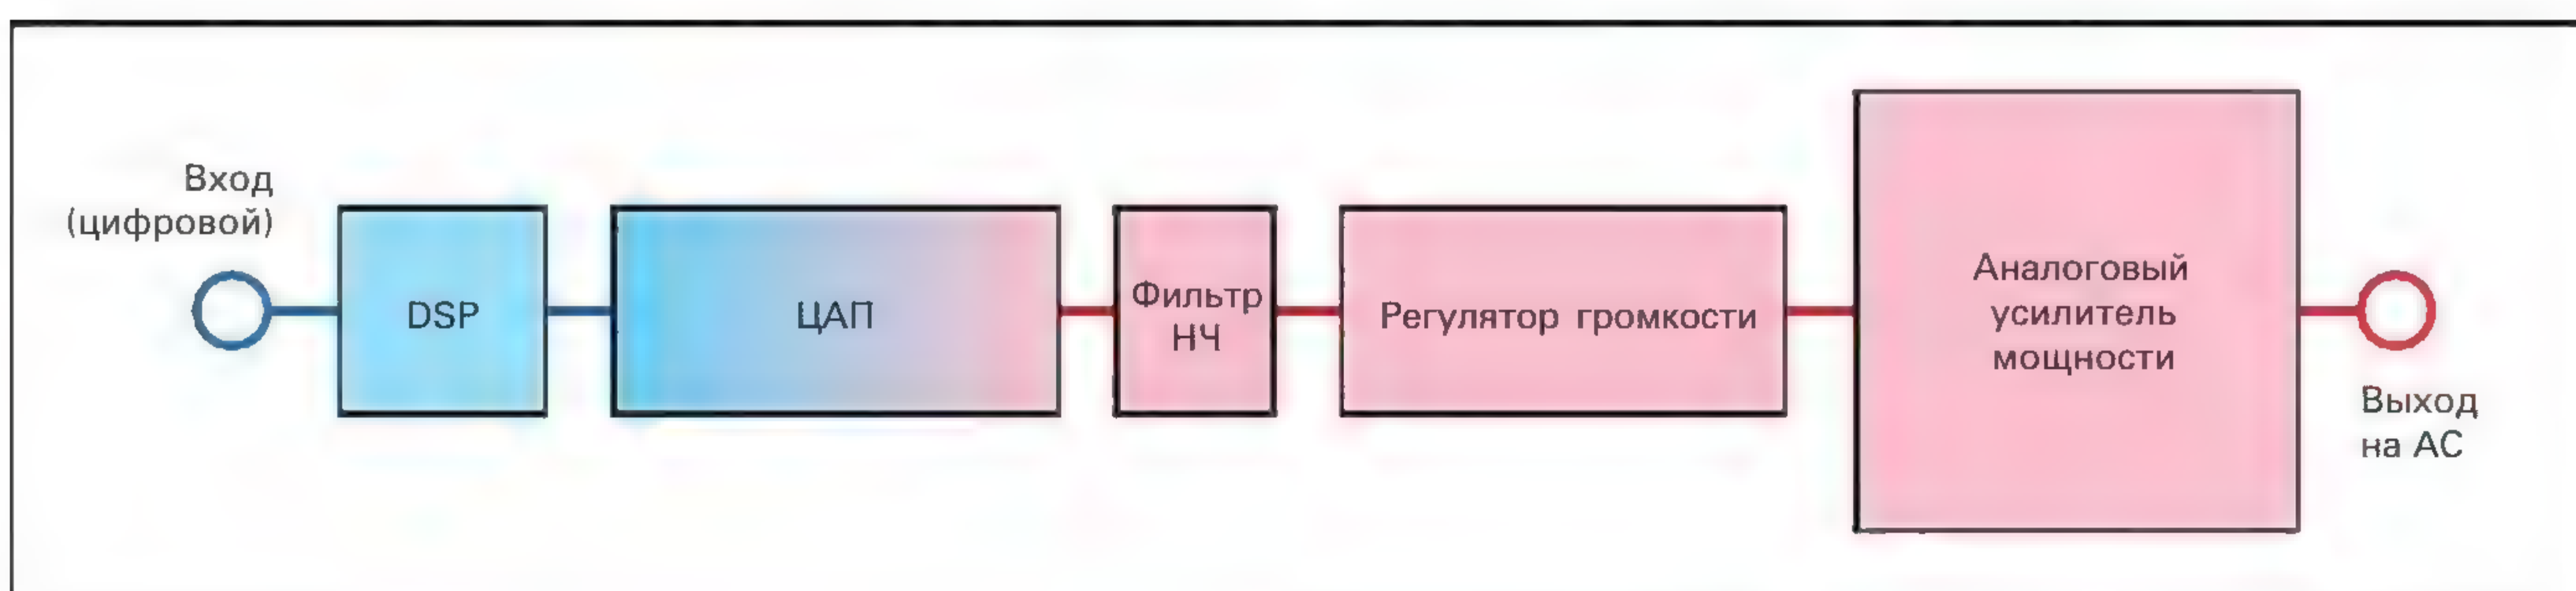 Вход
(цифровой)
DSP
ЦАП
Фильтр
НЧ
Регулятор громкости
Аналоговый
усилитель
мощности
Выход
на АС